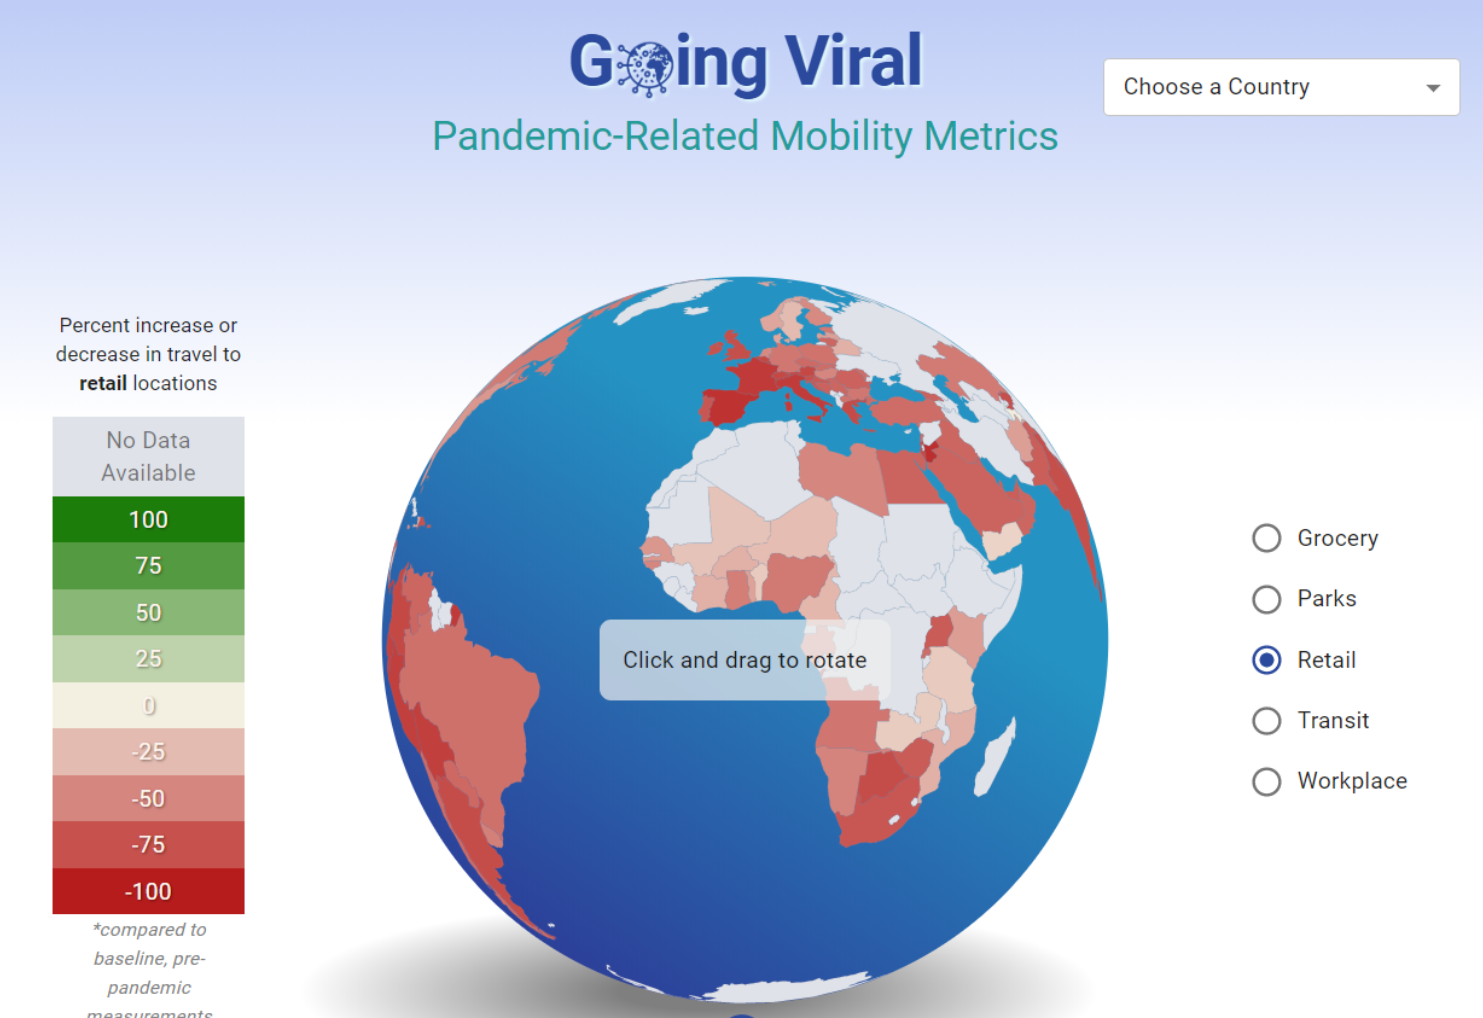 Going Viral
Choose a Country
Pandemic-Related Mobility Metrics
Percent increase or
decrease in travel to
retail locations
No Data
Available
100
75
50
25
0
-25
-50
-75
-100
*compared to
baseline, pre-
pandemic
measurements
Click and drag to rotate
Grocery
Parks
Retail
Transit
Workplace